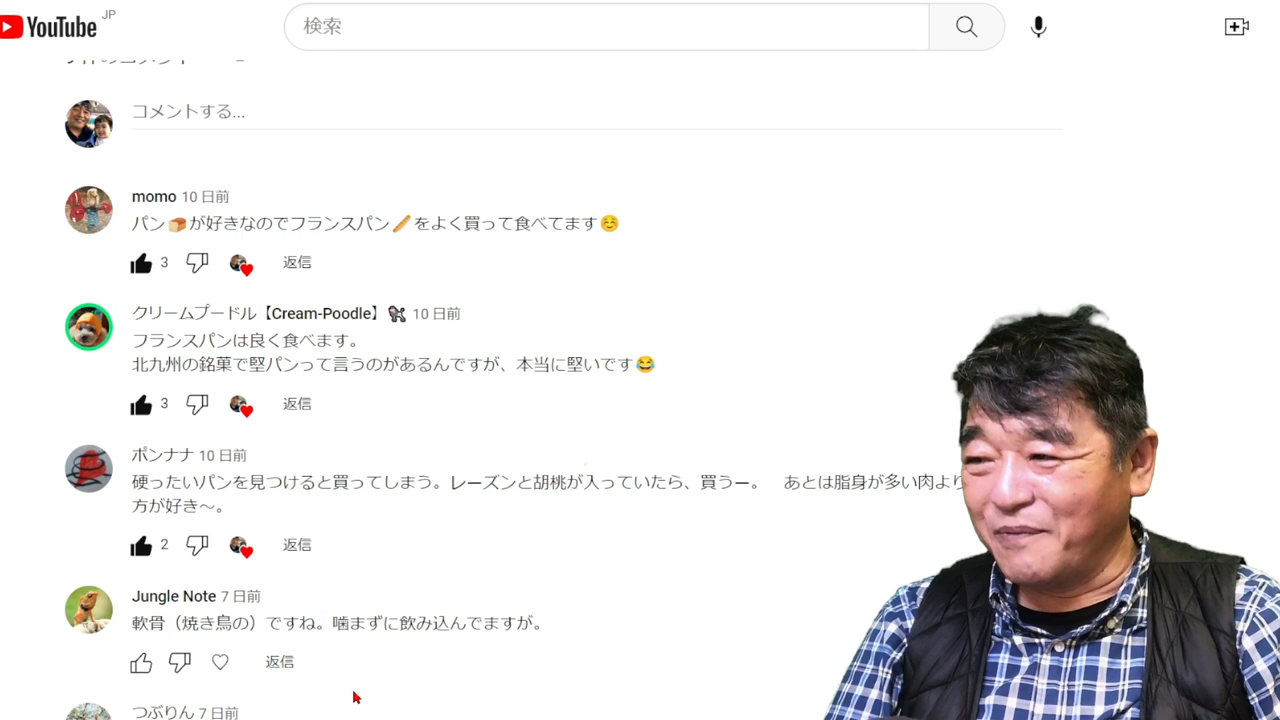 YouTube JP
検索
コメントする...
momo 10 日前
パン🍞が好きなのでフランスパン🥖をよく買って食べてます☺️
3 返信
クリームプードル【Cream-Poodle】🐩 10 日前
フランスパンは良く食べます。
北九州の銘菓で堅パンって言うのがあるんですが、本当に堅いです😂
3 返信
ポンナナ 10 日前
硬ったいパンを見つけると買ってしまう。レーズンと胡桃が入っていたら、買うー。 あとは脂身が多い肉より
方が好き〜。
2 返信
Jungle Note 7 日前
軟骨（焼き鳥の）ですね。噛まずに飲み込んでますが。
返信
つぶりん 7 日前